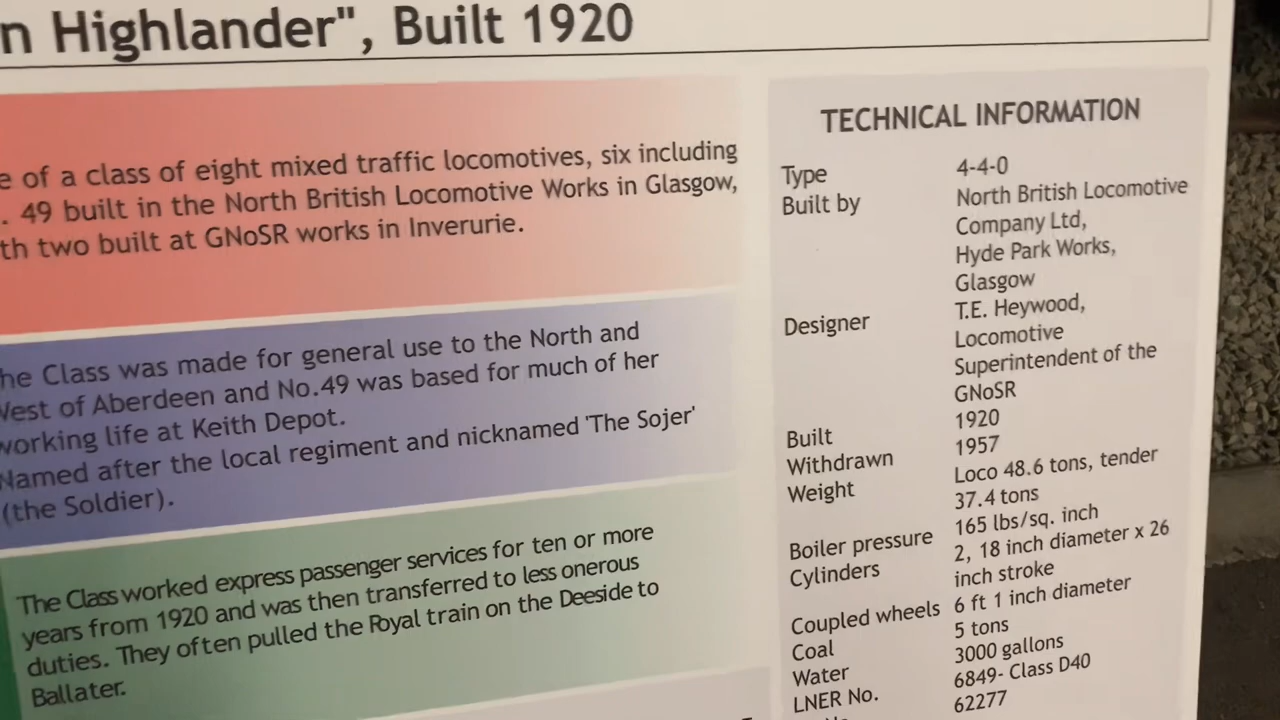 n Highlander", Built 1920
e of a class of eight mixed traffic locomotives, six including
. 49 built in the North British Locomotive Works in Glasgow,
th two built at GNoSR works in Inverurie.
he Class was made for general use to the North and
West of Aberdeen and No.49 was based for much of her
working life at Keith Depot.
Named after the local regiment and nicknamed 'The Sojer'
(the Soldier).
The Class worked express passenger services for ten or more
years from 1920 and was then transferred to less onerous
duties. They often pulled the Royal train on the Deeside to
Ballater.
TECHNICAL INFORMATION
Type 4-4-0
Built by North British Locomotive
Company Ltd,
Hyde Park Works,
Glasgow
Designer T.E. Heywood,
Locomotive
Superintendent of the
GNoSR
Built 1920
Withdrawn 1957
Weight Loco 48.6 tons, tender
37.4 tons
Boiler pressure 165 lbs/sq. inch
Cylinders 2, 18 inch diameter x 26
inch stroke
Coupled wheels 6 ft 1 inch diameter
Coal 5 tons
Water 3000 gallons
LNER No. 6849- Class D40
62277